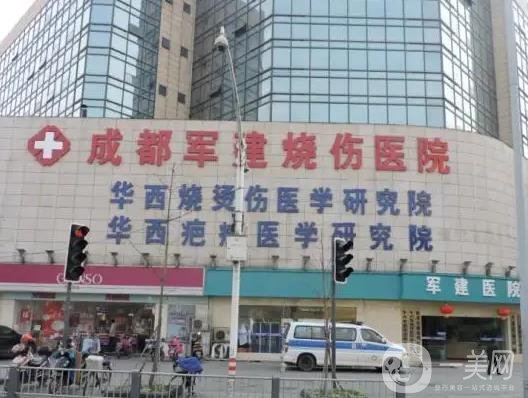 成都军建烧伤医院
华西烧烫伤医学研究院
华西疤痕医学研究院
军建医院
美网